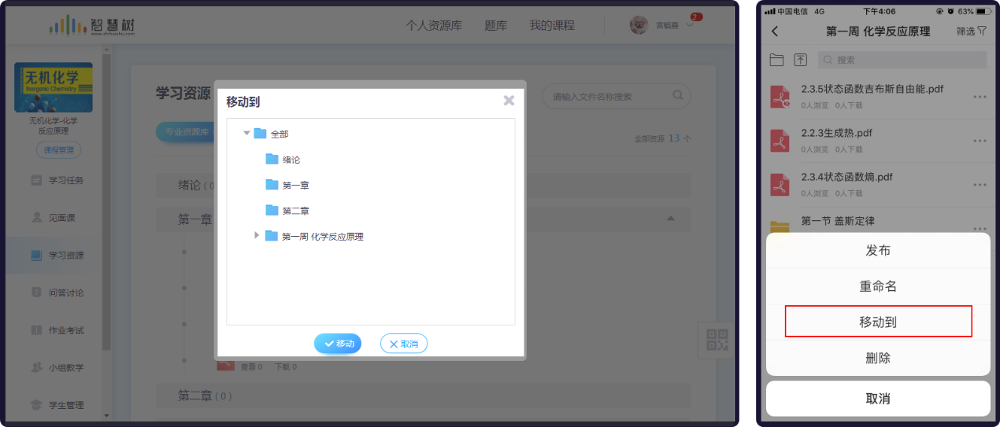 智慧树
www.zhihuishu.com
个人资源库
题库
我的课程
2
无机化学
Inorganic Chemistry
无机化学-化学
反应原理
课程管理
学习任务
见面课
学习资源
问答讨论
作业考试
小组教学
学生管理
学习资源
请输入文件名称搜索
专业资源库
全部资源 13 个
绪论 ( 0
第一章
查看 0 下载 0
第二章 ( 0 )
移动到
全部
绪论
第一章
第二章
第一周 化学反应原理
移动
取消
中国电信 4G 下午4:06 63%
第一周 化学反应原理 筛选
搜索
2.3.5状态函数吉布斯自由能.pdf
0人浏览 0人下载
2.2.3生成热.pdf
0人浏览 0人下载
2.3.4状态函数熵.pdf
0人浏览 0人下载
第一节 盖斯定律
发布
重命名
移动到
删除
取消